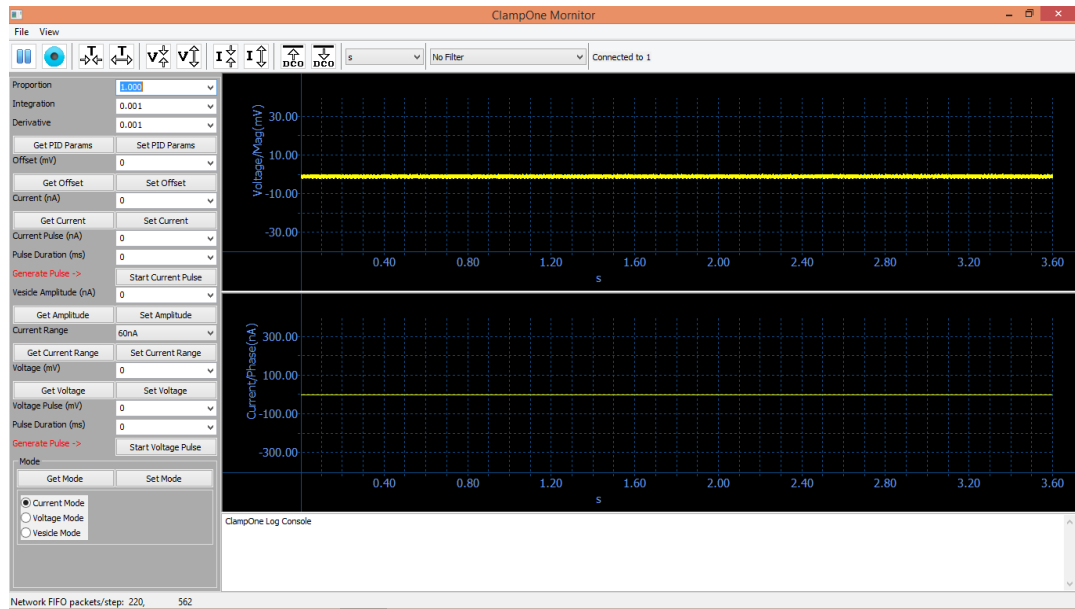 ClampOne Mornitor
File View
T T V V I I DCO DCO s No Filter Connected to 1
Proportion 1.000
Integration 0.001
Derivative 0.001
Get PID Params Set PID Params
Offset (mV) 0
Get Offset Set Offset
Current (nA) 0
Get Current Set Current
Current Pulse (nA) 0
Pulse Duration (ms) 0
Generate Pulse -> Start Current Pulse
Vesicle Amplitude (nA) 0
Get Amplitude Set Amplitude
Current Range 60nA
Get Current Range Set Current Range
Voltage (mV) 0
Get Voltage Set Voltage
Voltage Pulse (mV) 0
Pulse Duration (ms) 0
Generate Pulse -> Start Voltage Pulse
Mode
Get Mode Set Mode
Current Mode
Voltage Mode
Vesicle Mode
Voltage/Mag(mV)
30.00
10.00
-10.00
-30.00
0.40 0.80 1.20 1.60 2.00 2.40 2.80 3.20 3.60
s
Current/Phase(nA)
300.00
100.00
-100.00
-300.00
0.40 0.80 1.20 1.60 2.00 2.40 2.80 3.20 3.60
s
ClampOne Log Console
Network FIFO packets/step: 220, 562